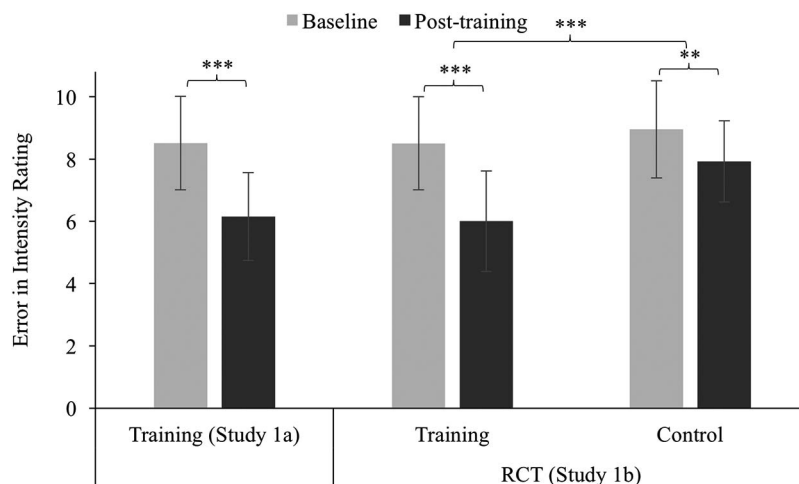 Baseline Post-training
***
*** *** **
10
8
6
4
2
0
Error in Intensity Rating
Training (Study 1a) Training Control
RCT (Study 1b)